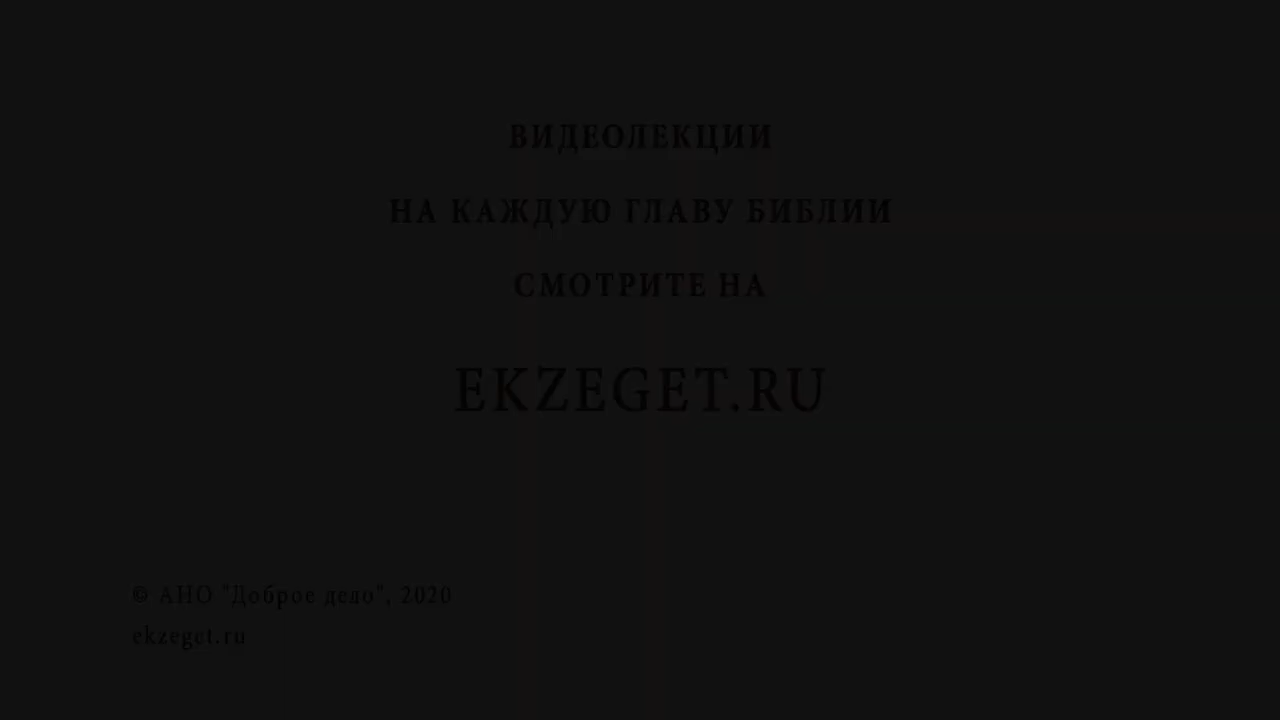 ВИДЕОЛЕКЦИИ
НА КАЖДУЮ ГЛАВУ БИБЛИИ
СМОТРИТЕ НА
EKZEGET.RU
© АНО "Доброе дело", 2020
ekzeget.ru